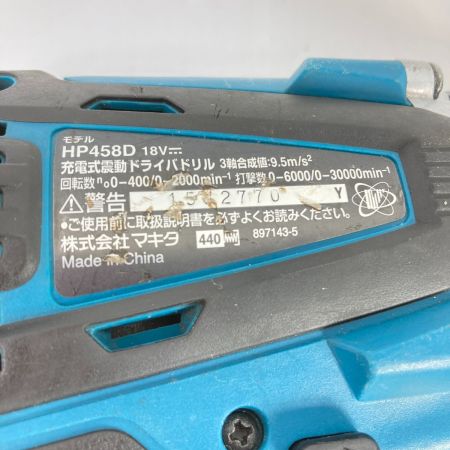 モデル
HP458D 18V⎓
充電式震動ドライバドリル 3軸合成値:9.5m/s²
回転数 n₀0-400/0-2000min⁻¹ 打撃数 0-6000/0-30000min⁻¹
⚠警告 Y
•ご使用前に取扱説明書を必ずよくお読みください。
株式会社 マキタ 440 897143-5
Made in China